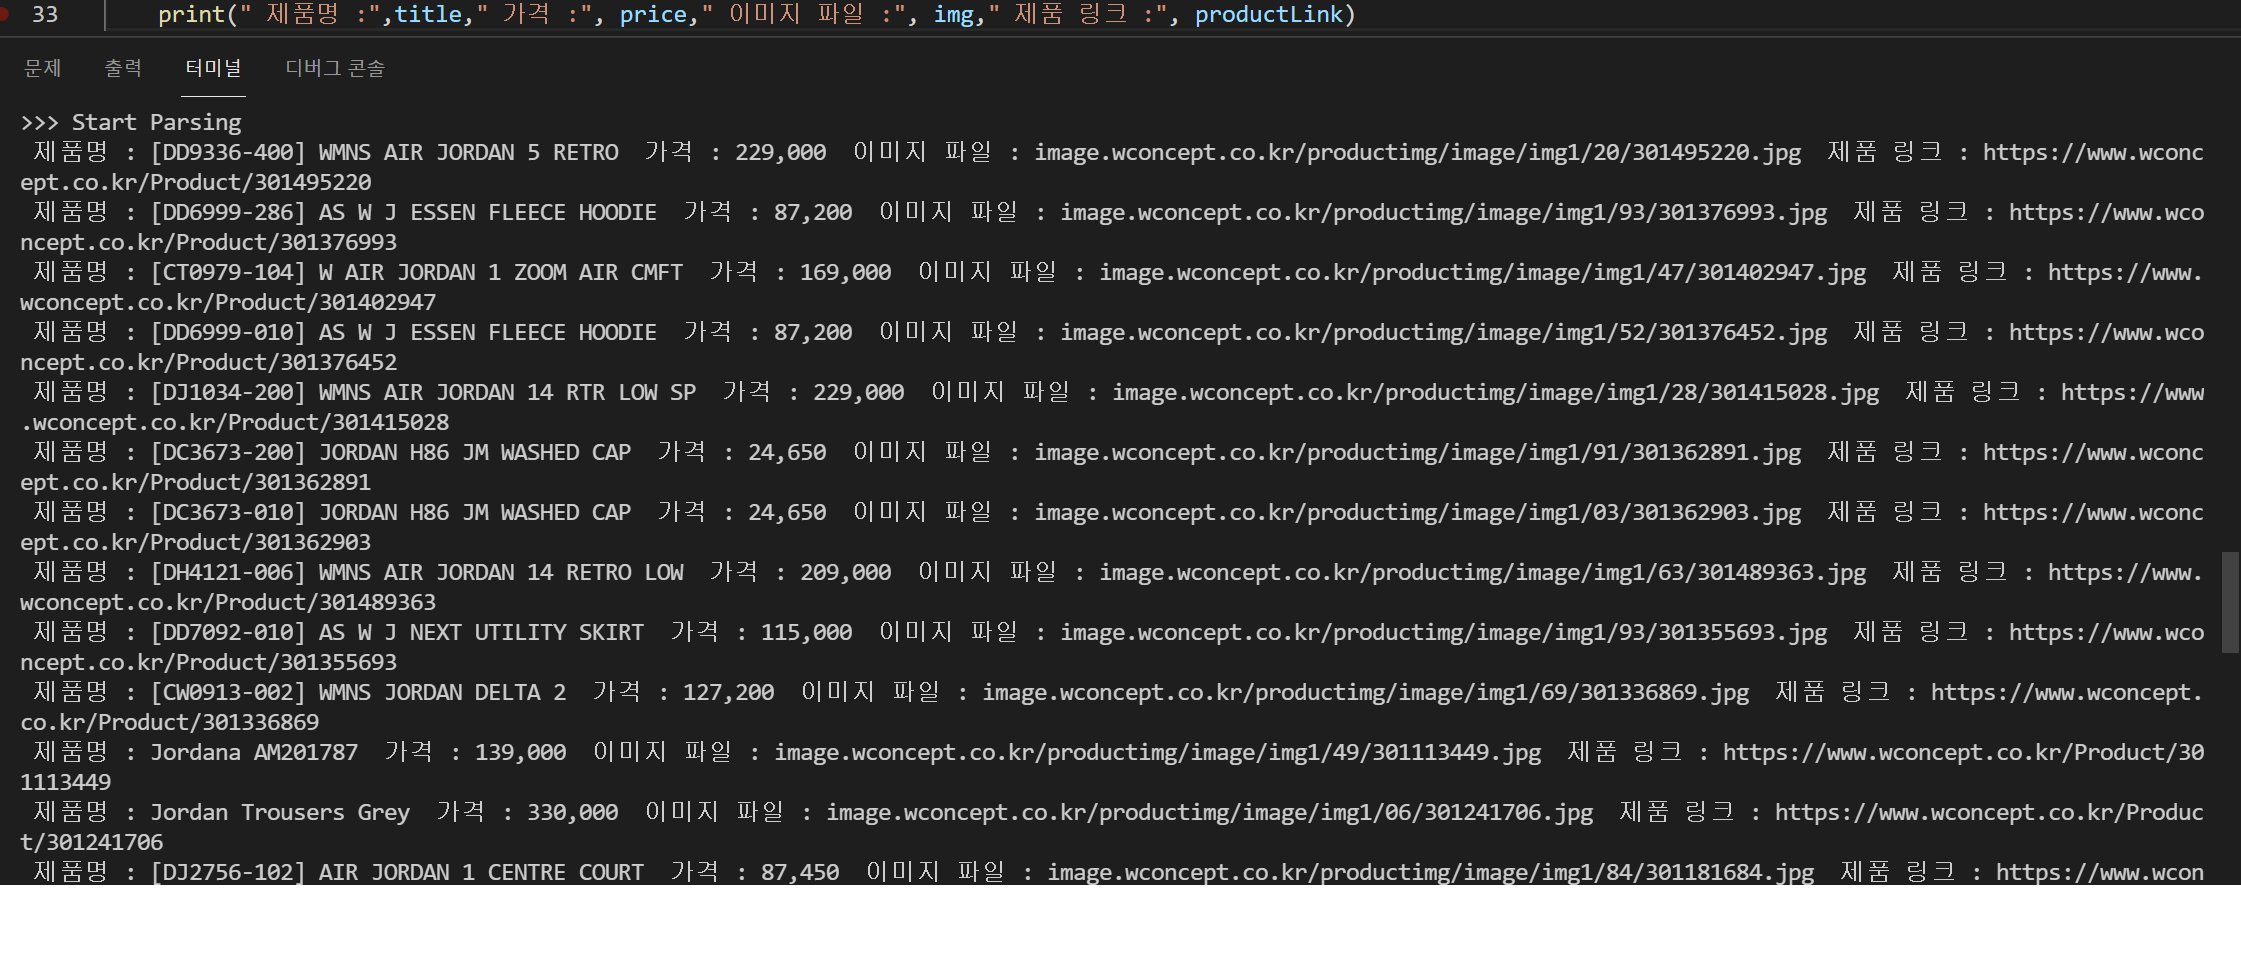 33 print(" 제품명 :",title," 가격 :", price," 이미지 파일 :", img," 제품 링크 :", productLink)
문제 출력 터미널 디버그 콘솔
>>> Start Parsing
제품명 : [DD9336-400] WMNS AIR JORDAN 5 RETRO 가격 : 229,000 이미지 파일 : image.wconcept.co.kr/productimg/image/img1/20/301495220.jpg 제품 링크 : https://www.wconc
ept.co.kr/Product/301495220
제품명 : [DD6999-286] AS W J ESSEN FLEECE HOODIE 가격 : 87,200 이미지 파일 : image.wconcept.co.kr/productimg/image/img1/93/301376993.jpg 제품 링크 : https://www.wco
ncept.co.kr/Product/301376993
제품명 : [CT0979-104] W AIR JORDAN 1 ZOOM AIR CMFT 가격 : 169,000 이미지 파일 : image.wconcept.co.kr/productimg/image/img1/47/301402947.jpg 제품 링크 : https://www.
wconcept.co.kr/Product/301402947
제품명 : [DD6999-010] AS W J ESSEN FLEECE HOODIE 가격 : 87,200 이미지 파일 : image.wconcept.co.kr/productimg/image/img1/52/301376452.jpg 제품 링크 : https://www.wco
ncept.co.kr/Product/301376452
제품명 : [DJ1034-200] WMNS AIR JORDAN 14 RTR LOW SP 가격 : 229,000 이미지 파일 : image.wconcept.co.kr/productimg/image/img1/28/301415028.jpg 제품 링크 : https://www
.wconcept.co.kr/Product/301415028
제품명 : [DC3673-200] JORDAN H86 JM WASHED CAP 가격 : 24,650 이미지 파일 : image.wconcept.co.kr/productimg/image/img1/91/301362891.jpg 제품 링크 : https://www.wconc
ept.co.kr/Product/301362891
제품명 : [DC3673-010] JORDAN H86 JM WASHED CAP 가격 : 24,650 이미지 파일 : image.wconcept.co.kr/productimg/image/img1/03/301362903.jpg 제품 링크 : https://www.wconc
ept.co.kr/Product/301362903
제품명 : [DH4121-006] WMNS AIR JORDAN 14 RETRO LOW 가격 : 209,000 이미지 파일 : image.wconcept.co.kr/productimg/image/img1/63/301489363.jpg 제품 링크 : https://www.
wconcept.co.kr/Product/301489363
제품명 : [DD7092-010] AS W J NEXT UTILITY SKIRT 가격 : 115,000 이미지 파일 : image.wconcept.co.kr/productimg/image/img1/93/301355693.jpg 제품 링크 : https://www.wco
ncept.co.kr/Product/301355693
제품명 : [CW0913-002] WMNS JORDAN DELTA 2 가격 : 127,200 이미지 파일 : image.wconcept.co.kr/productimg/image/img1/69/301336869.jpg 제품 링크 : https://www.wconcept.
co.kr/Product/301336869
제품명 : Jordana AM201787 가격 : 139,000 이미지 파일 : image.wconcept.co.kr/productimg/image/img1/49/301113449.jpg 제품 링크 : https://www.wconcept.co.kr/Product/30
1113449
제품명 : Jordan Trousers Grey 가격 : 330,000 이미지 파일 : image.wconcept.co.kr/productimg/image/img1/06/301241706.jpg 제품 링크 : https://www.wconcept.co.kr/Produc
t/301241706
제품명 : [DJ2756-102] AIR JORDAN 1 CENTRE COURT 가격 : 87,450 이미지 파일 : image.wconcept.co.kr/productimg/image/img1/84/301181684.jpg 제품 링크 : https://www.wcon